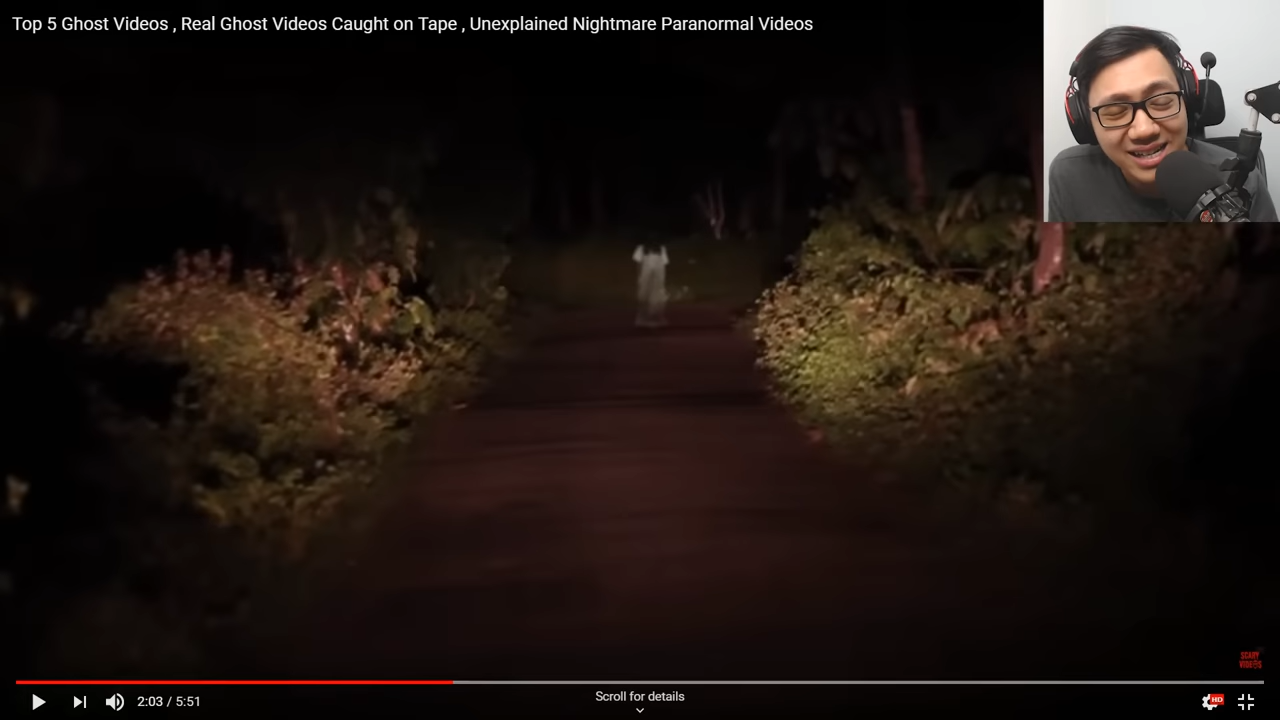 Top 5 Ghost Videos , Real Ghost Videos Caught on Tape , Unexplained Nightmare Paranormal Videos
SCARY
VIDEOS
2:03 / 5:51
Scroll for details
HD